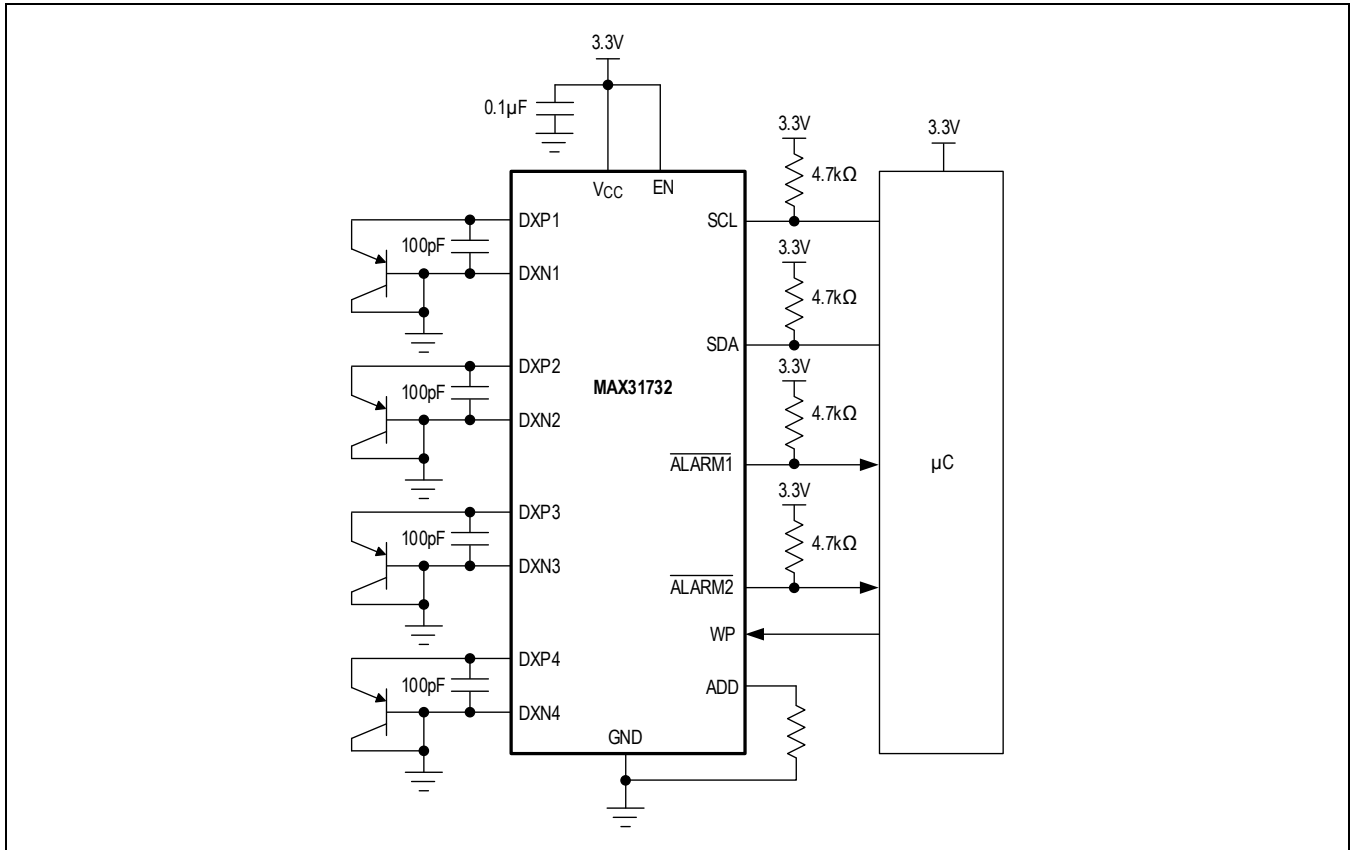 3.3V
0.1µF
3.3V
3.3V
4.7kΩ
VCC
EN
DXP1
SCL
100pF
DXN1
3.3V
4.7kΩ
SDA
DXP2
3.3V
100pF
MAX31732
DXN2
4.7kΩ
ALARM1
µC
DXP3
3.3V
100pF
4.7kΩ
DXN3
ALARM2
WP
DXP4
100pF
ADD
DXN4
GND